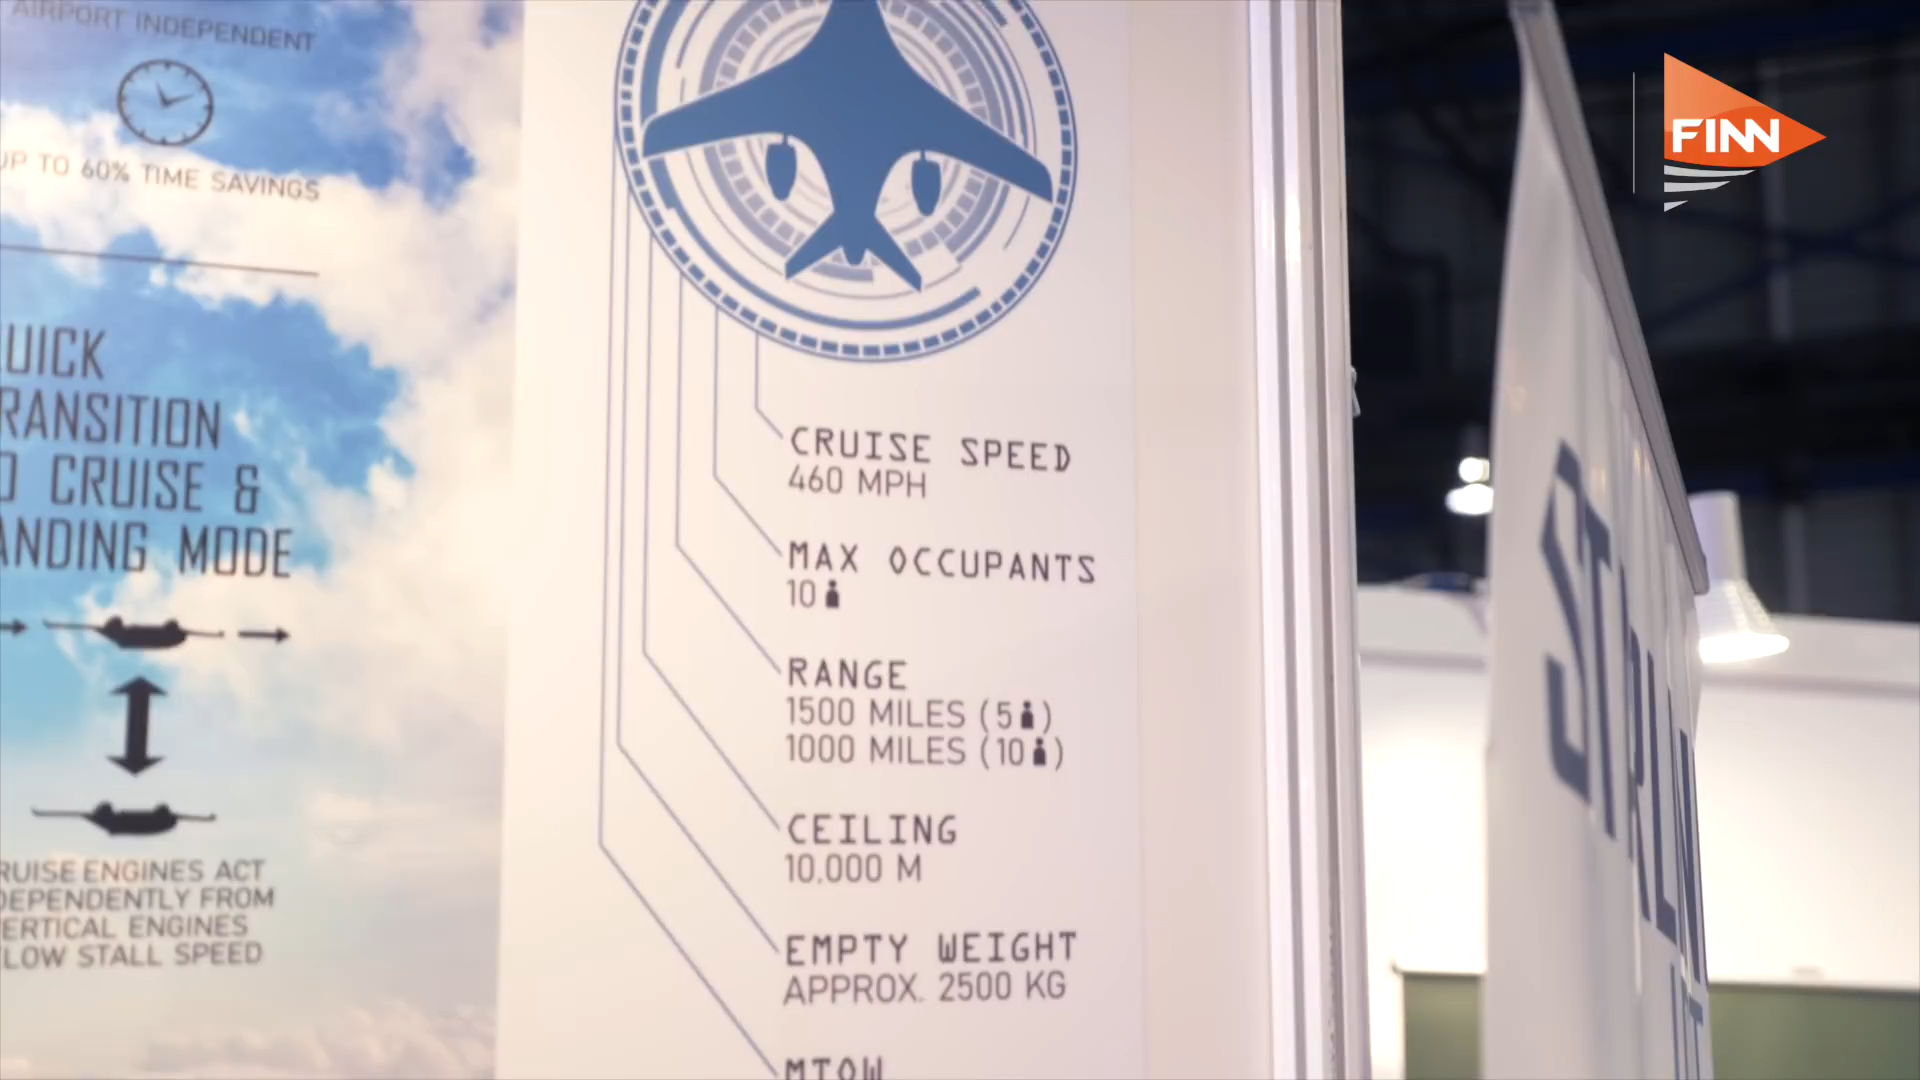 AIRPORT INDEPENDENT
UP TO 60% TIME SAVINGS
UICK
RANSITION
O CRUISE &
ANDING MODE
RUISE ENGINES ACT
DEPENDENTLY FROM
ERTICAL ENGINES
LOW STALL SPEED
CRUISE SPEED
460 MPH
MAX OCCUPANTS
10
RANGE
1500 MILES (5)
1000 MILES (10)
CEILING
10.000 M
EMPTY WEIGHT
APPROX. 2500 KG
MTOW
FINN